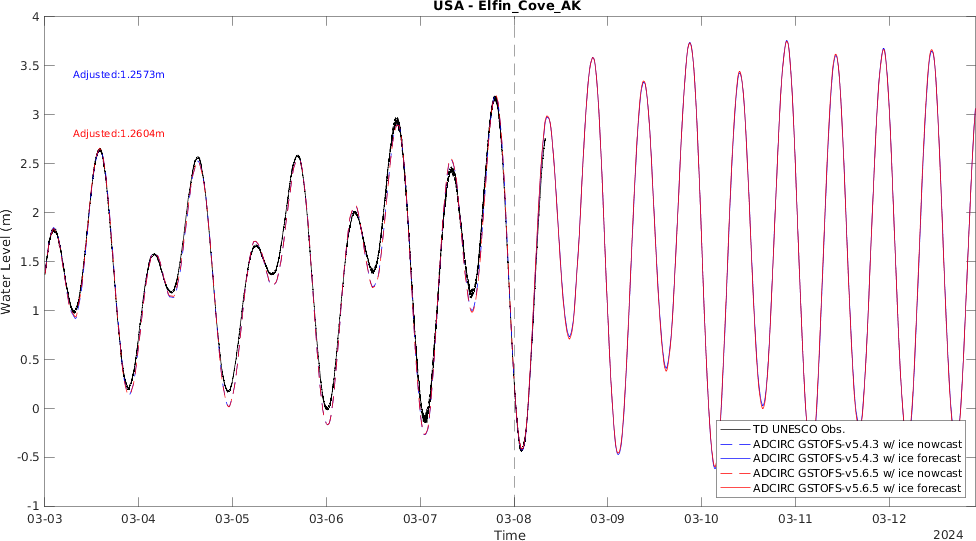 USA - Elfin_Cove_AK
Adjusted:1.2573m
Adjusted:1.2604m
Water Level (m)
4
3.5
3
2.5
2
1.5
1
0.5
0
-0.5
-1
TD UNESCO Obs.
ADCIRC GSTOFS-v5.4.3 w/ ice nowcast
ADCIRC GSTOFS-v5.4.3 w/ ice forecast
ADCIRC GSTOFS-v5.6.5 w/ ice nowcast
ADCIRC GSTOFS-v5.6.5 w/ ice forecast
03-03 03-04 03-05 03-06 03-07 03-08 03-09 03-10 03-11 03-12
Time
2024